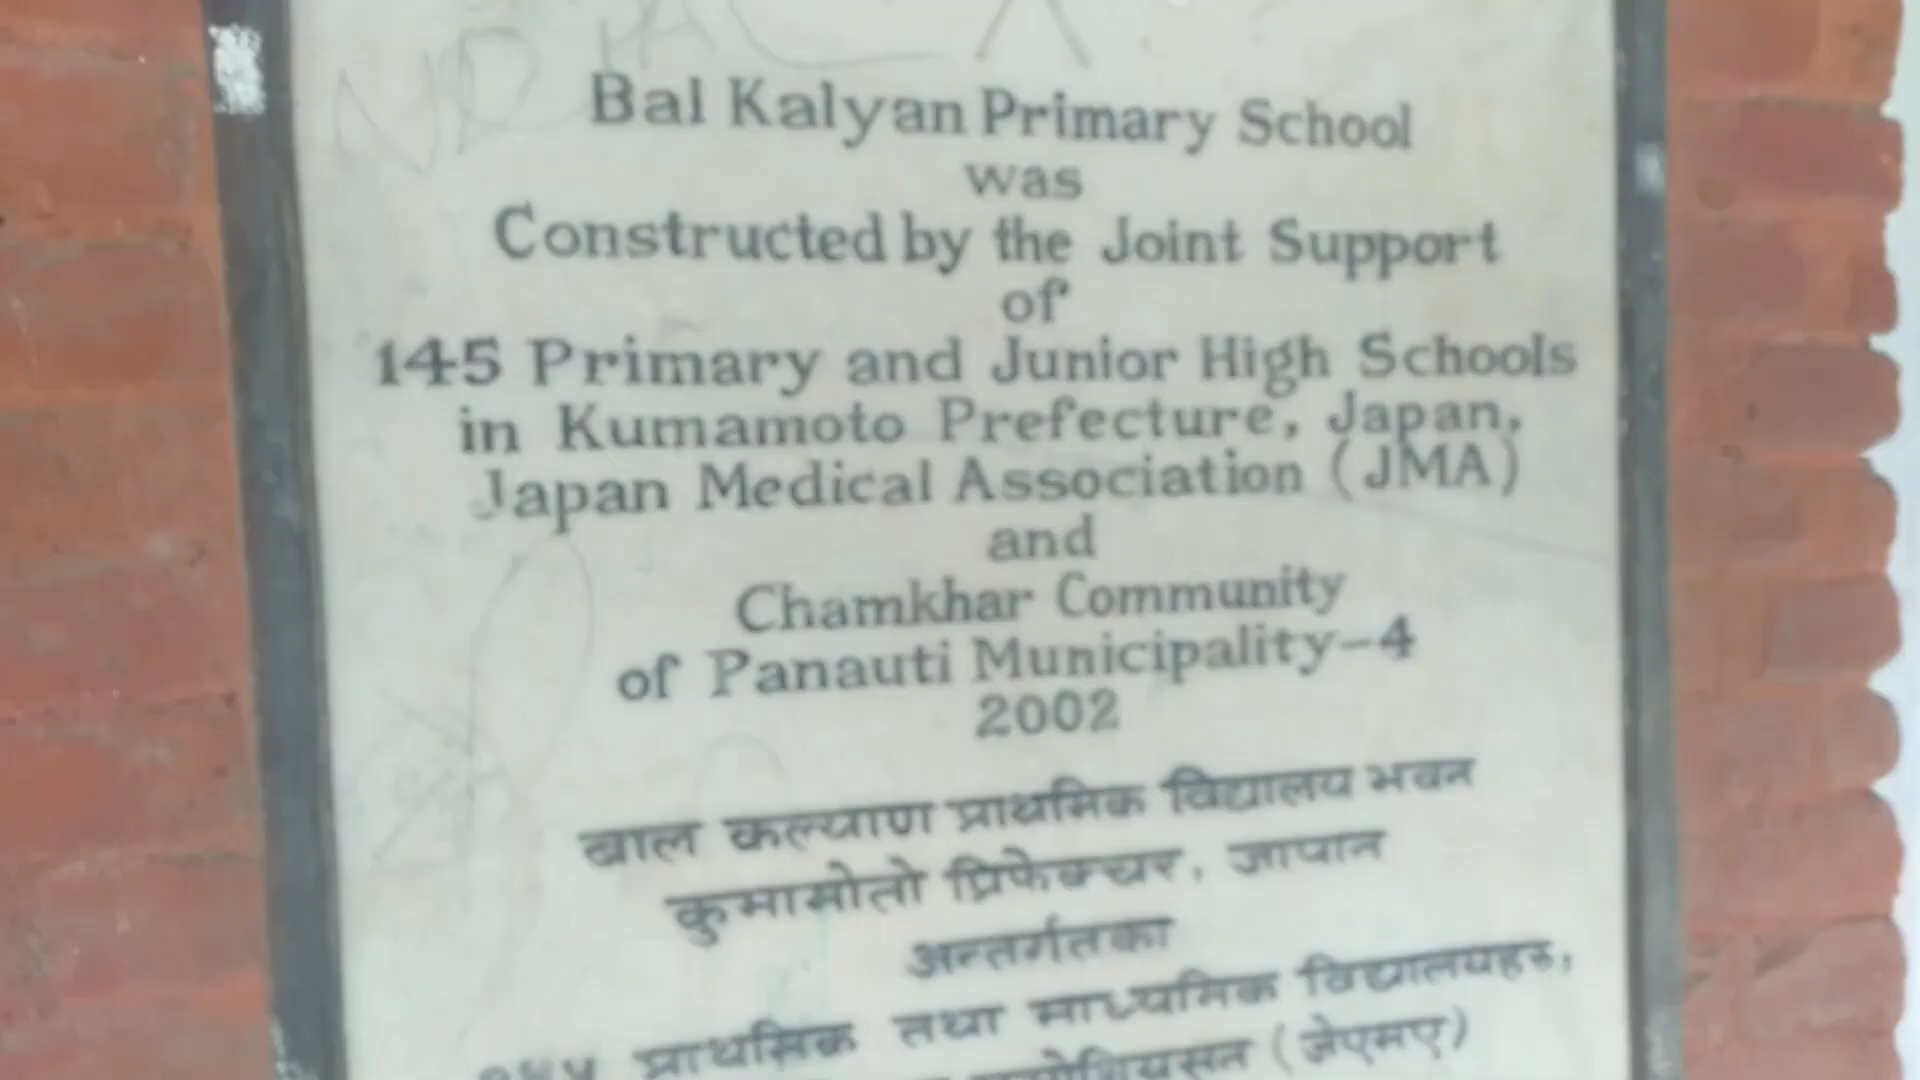 Bal Kalyan Primary School
was
Constructed by the Joint Support
of
145 Primary and Junior High Schools
in Kumamoto Prefecture, Japan,
Japan Medical Association (JMA)
and
Chamkhar Community
of Panauti Municipality-4
2002
बाल कल्याण प्राथमिक विद्यालय भवन
कुमामोतो प्रिफेक्चर, जापान
अन्तर्गतका
१४५ प्राथमिक तथा माध्यमिक विद्यालयहरु,
(जेएमए)